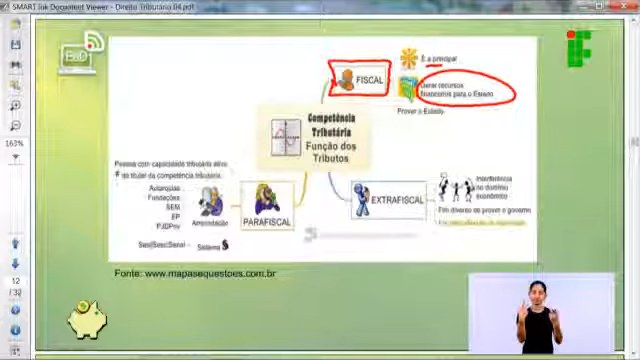 SMART Ink Document Viewer - Direito Tributário 04.pdf
EaD
FISCAL
É a principal
Gerar recursos
financeiros para o Estado
Prover o Estado
Competência
Tributária
Função dos
Tributos
Pessoa com capacidade tributária ativa
≠ do titular da competência tributária
Autarquias
Fundações
SEM
EP
PJDPriv
Arrecadação
PARAFISCAL
Sesi/Sesc/Senai
Sistema S
EXTRAFISCAL
Interferência
no domínio
econômico
Fim diverso de prover o governo
Fonte: www.mapasequestoes.com.br
163%
12
/ 32